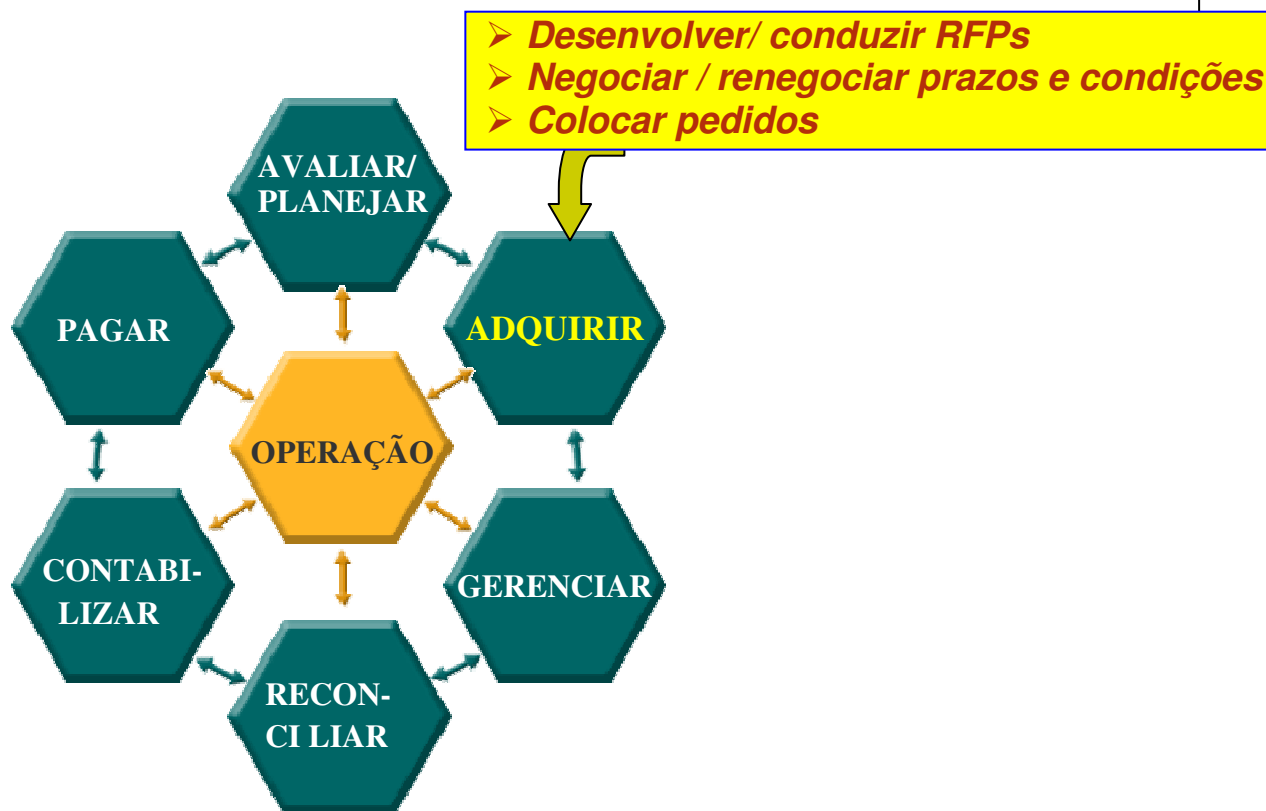 ➢ Desenvolver/ conduzir RFPs
➢ Negociar / renegociar prazos e condições
➢ Colocar pedidos
AVALIAR/
PLANEJAR
PAGAR
ADQUIRIR
OPERAÇÃO
CONTABI-
LIZAR
GERENCIAR
RECON-
CI LIAR